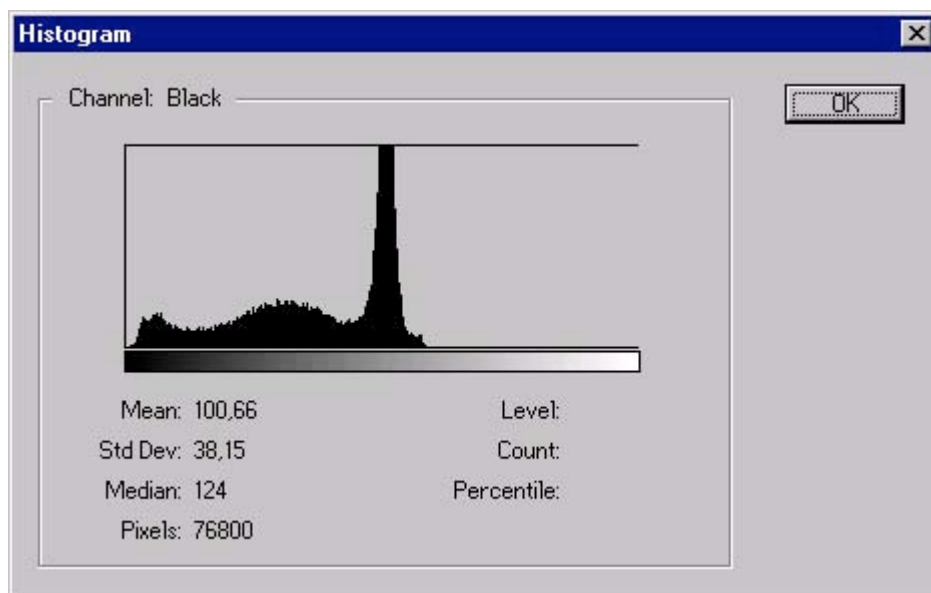 Histogram
Channel: Black
OK
Mean: 100,66
Level:
Std Dev: 38,15
Count:
Median: 124
Percentile:
Pixels: 76800